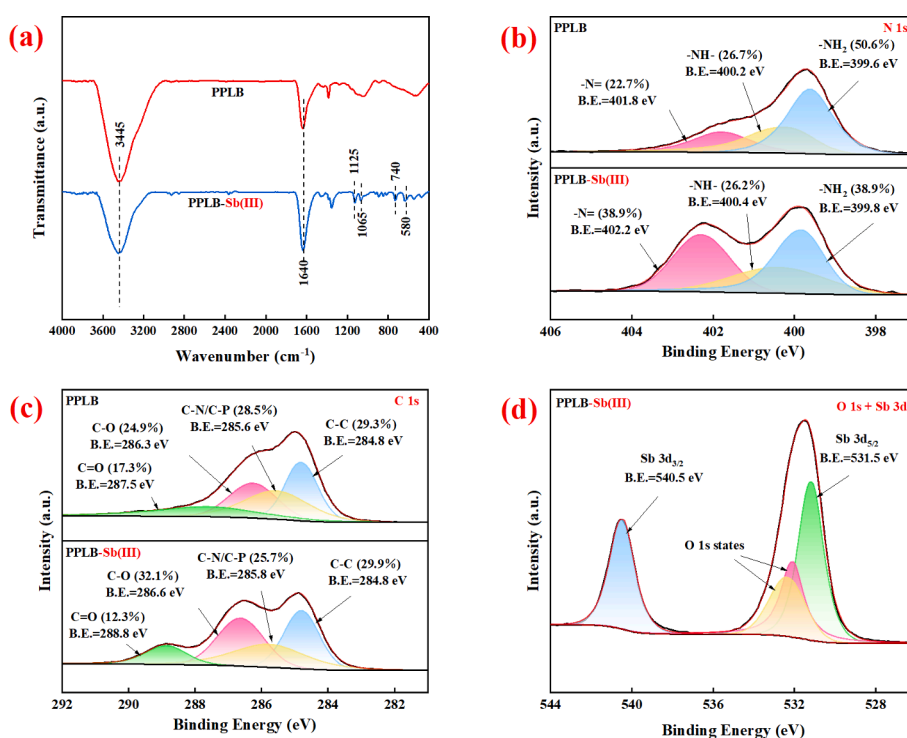 (a)
PPLB
3445
PPLB-Sb(III)
1640
1125
1065
740
580
Transmittance (a.u.)
4000 3600 3200 2000 1600 1200 800 400
Wavenumber (cm⁻¹)
(b)
PPLB
N 1s
-N= (22.7%)
B.E.=401.8 eV
-NH- (26.7%)
B.E.=400.2 eV
-NH₂ (50.6%)
B.E.=399.6 eV
PPLB-Sb(III)
-N= (38.9%)
B.E.=402.2 eV
-NH- (26.2%)
B.E.=400.4 eV
-NH₂ (38.9%)
B.E.=399.8 eV
Intensity (a.u.)
406 404 402 400 398
Binding Energy (eV)
(c)
PPLB
C 1s
C-O (24.9%)
B.E.=286.3 eV
C=O (17.3%)
B.E.=287.5 eV
C-N/C-P (28.5%)
B.E.=285.6 eV
C-C (29.3%)
B.E.=284.8 eV
PPLB-Sb(III)
C-O (32.1%)
B.E.=286.6 eV
C=O (12.3%)
B.E.=288.8 eV
C-N/C-P (25.7%)
B.E.=285.8 eV
C-C (29.9%)
B.E.=284.8 eV
Intensity (a.u.)
292 290 288 286 284 282
Binding Energy (eV)
(d)
PPLB-Sb(III)
O 1s + Sb 3d
Sb 3d₃/₂
B.E.=540.5 eV
Sb 3d₅/₂
B.E.=531.5 eV
O 1s states
Intensity (a.u.)
544 540 536 532 528
Binding Energy (eV)